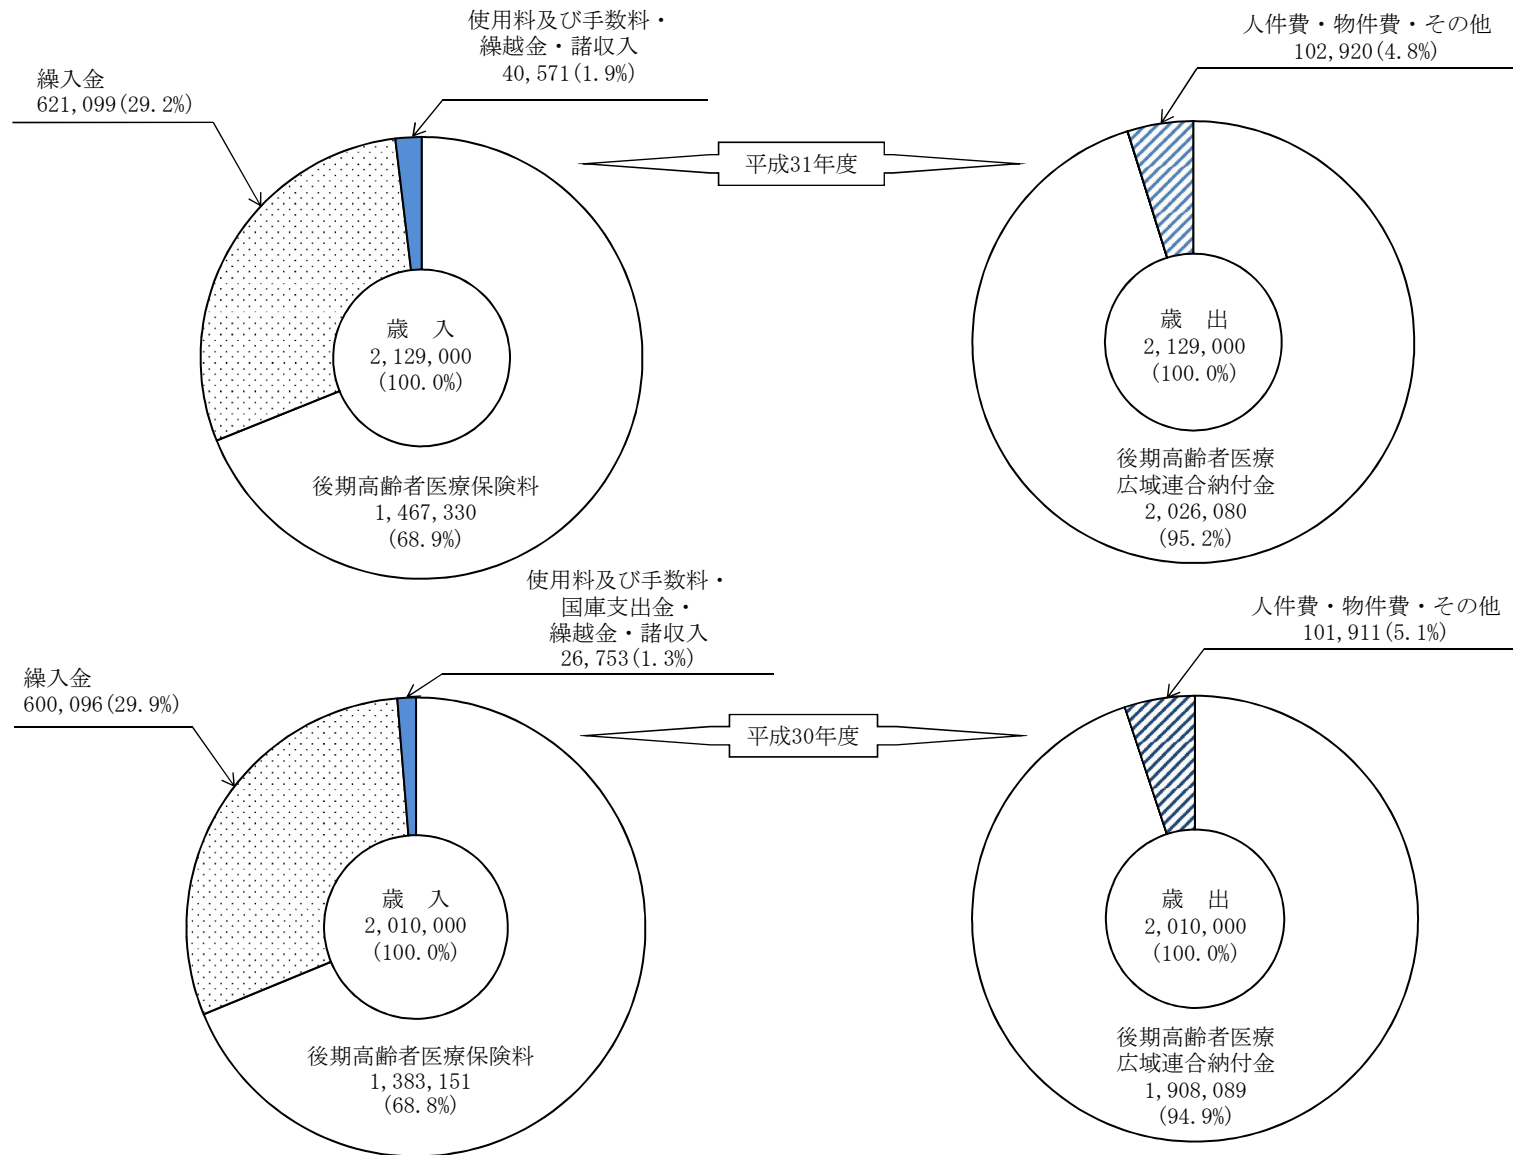 使用料及び手数料・
繰越金・諸収入
40,571(1.9%)
繰入金
621,099(29.2%)
人件費・物件費・その他
102,920(4.8%)
平成31年度
歳　入
2,129,000
(100.0%)
後期高齢者医療保険料
1,467,330
(68.9%)
歳　出
2,129,000
(100.0%)
後期高齢者医療
広域連合納付金
2,026,080
(95.2%)
使用料及び手数料・
国庫支出金・
繰越金・諸収入
26,753(1.3%)
繰入金
600,096(29.9%)
人件費・物件費・その他
101,911(5.1%)
平成30年度
歳　入
2,010,000
(100.0%)
後期高齢者医療保険料
1,383,151
(68.8%)
歳　出
2,010,000
(100.0%)
後期高齢者医療
広域連合納付金
1,908,089
(94.9%)